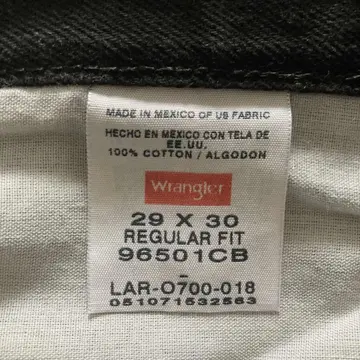 MADE IN MEXICO OF US FABRIC
HECHO EN MEXICO CON TELA DE
EE.UU.
100% COTTON / ALGODON
Wrangler
29 X 30
REGULAR FIT
96501CB
-
LAR-O700-018
051071532563